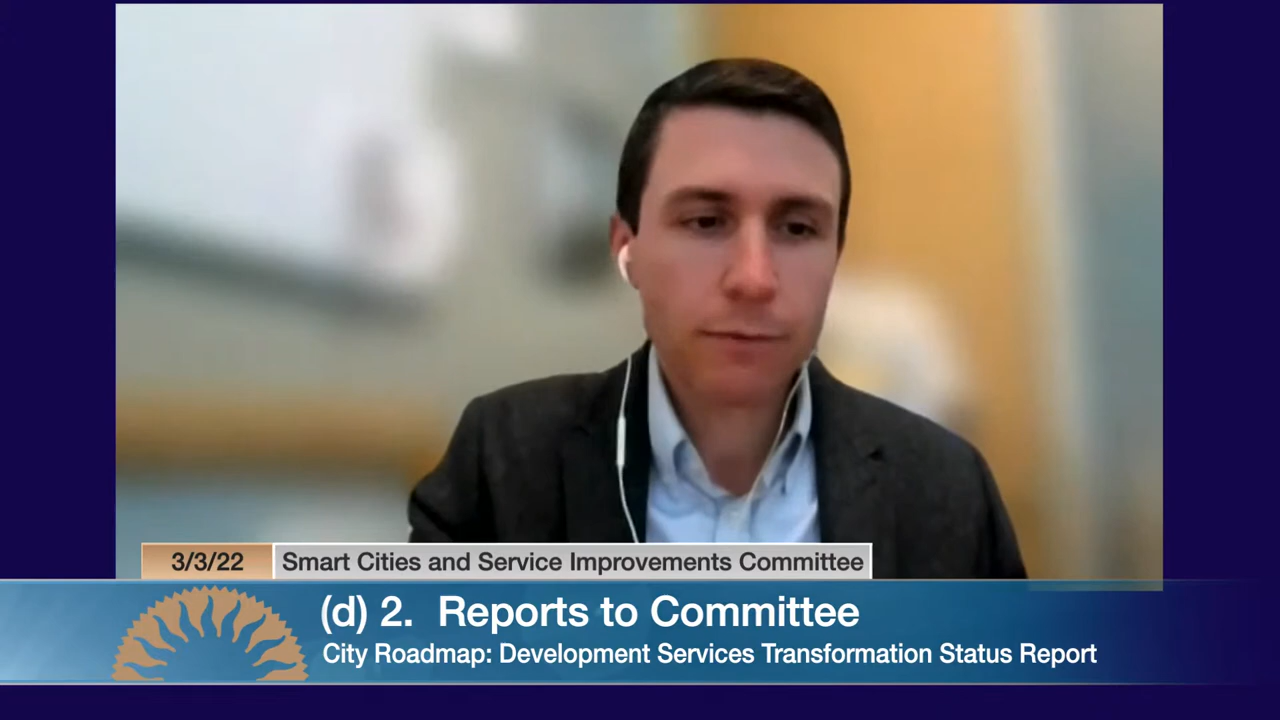 3/3/22 Smart Cities and Service Improvements Committee
(d) 2. Reports to Committee
City Roadmap: Development Services Transformation Status Report